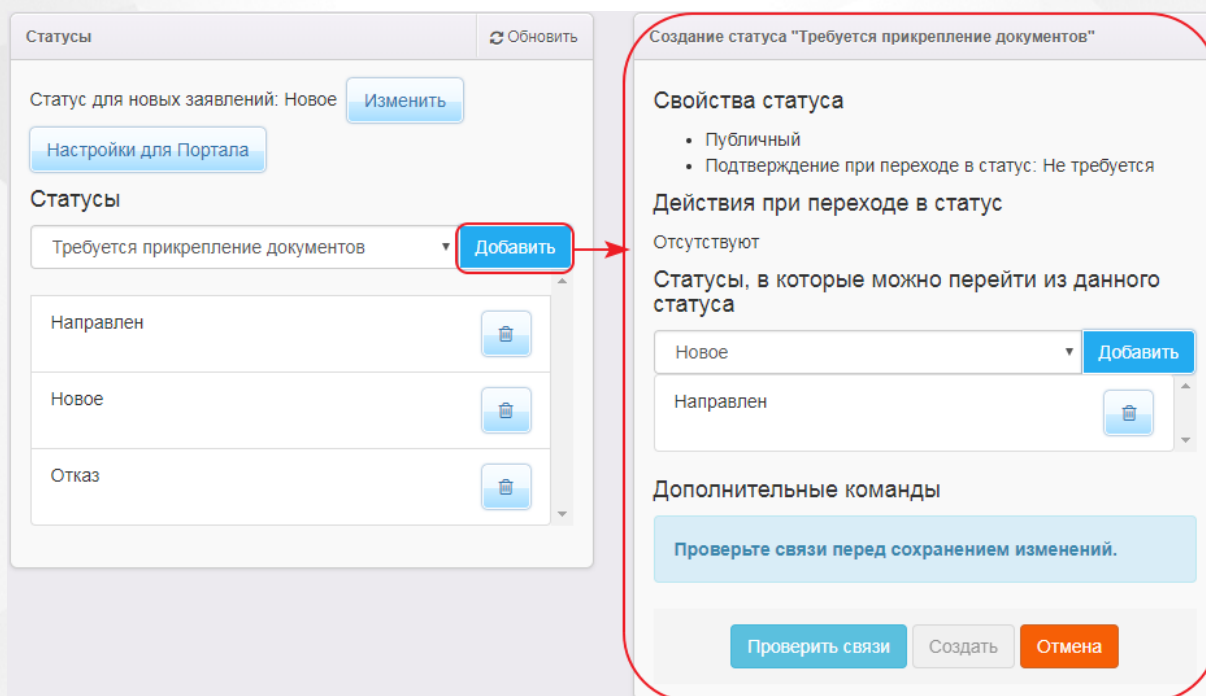 Статусы
Обновить
Статус для новых заявлений: Новое
Изменить
Настройки для Портала
Статусы
Требуется прикрепление документов
Добавить
Направлен
Новое
Отказ
Создание статуса "Требуется прикрепление документов"
Свойства статуса
Публичный
Подтверждение при переходе в статус: Не требуется
Действия при переходе в статус
Отсутствуют
Статусы, в которые можно перейти из данного
статуса
Новое
Добавить
Направлен
Дополнительные команды
Проверьте связи перед сохранением изменений.
Проверить связи
Создать
Отмена